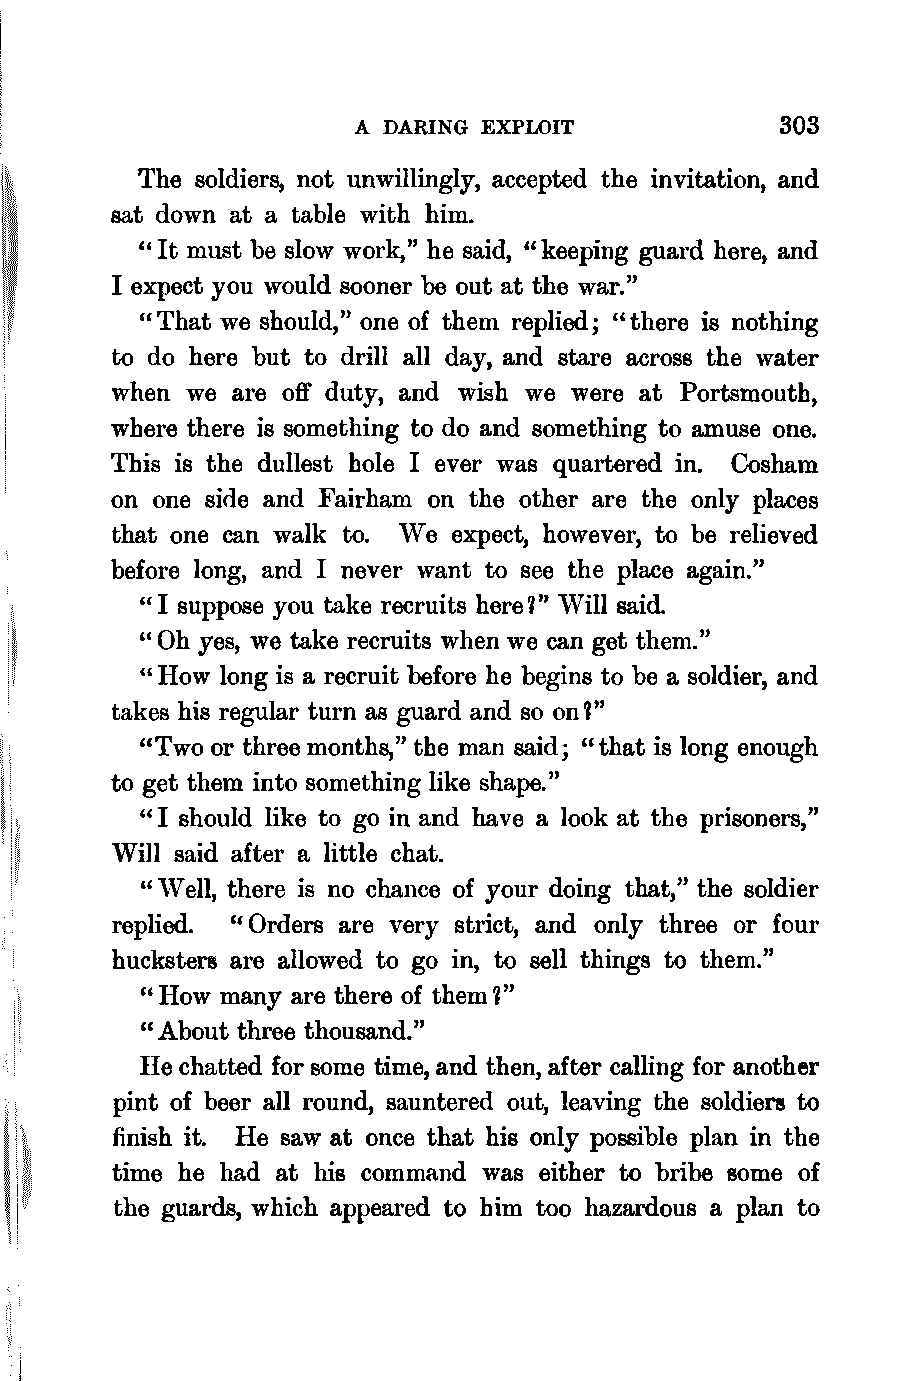 A DARING EXPLOIT 303
The soldiers, not unwillingly, accepted the invitation, and
sat down at a table with him.
“It must be slow work,” he said, “keeping guard here, and
I expect you would sooner be out at the war.”
“That we should,” one of them replied; “there is nothing
to do here but to drill all day, and stare across the water
when we are off duty, and wish we were at Portsmouth,
where there is something to do and something to amuse one.
This is the dullest hole I ever was quartered in. Cosham
on one side and Fairham on the other are the only places
that one can walk to. We expect, however, to be relieved
before long, and I never want to see the place again.”
“I suppose you take recruits here?” Will said.
“Oh yes, we take recruits when we can get them.”
“How long is a recruit before he begins to be a soldier, and
takes his regular turn as guard and so on?”
“Two or three months,” the man said; “that is long enough
to get them into something like shape.”
“I should like to go in and have a look at the prisoners,”
Will said after a little chat.
“Well, there is no chance of your doing that,” the soldier
replied. “Orders are very strict, and only three or four
hucksters are allowed to go in, to sell things to them.”
“How many are there of them?”
“About three thousand.”
He chatted for some time, and then, after calling for another
pint of beer all round, sauntered out, leaving the soldiers to
finish it. He saw at once that his only possible plan in the
time he had at his command was either to bribe some of
the guards, which appeared to him too hazardous a plan to